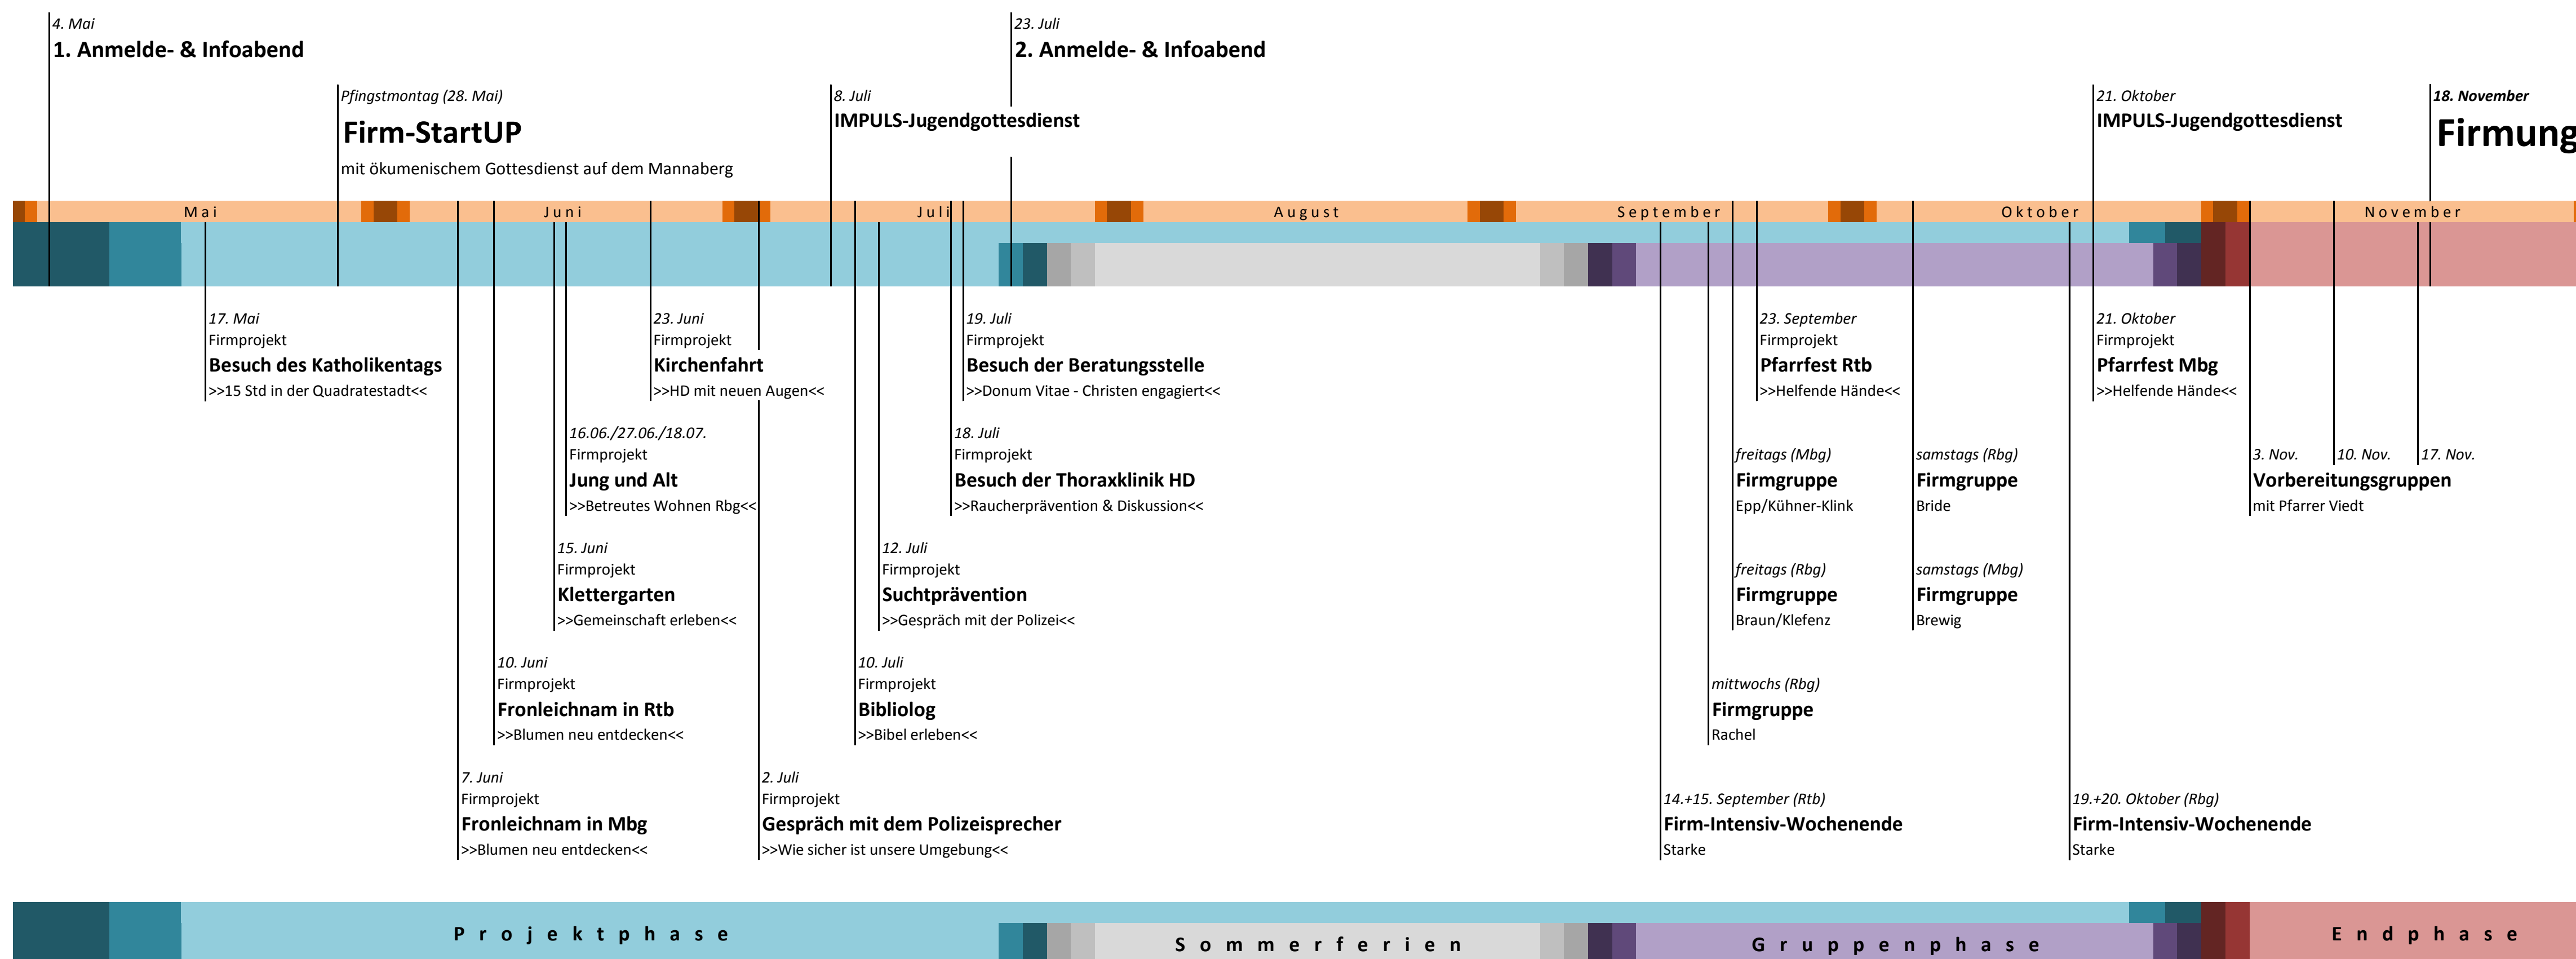 4. Mai
1. Anmelde- & Infoabend
23. Juli
2. Anmelde- & Infoabend
Pfingstmontag (28. Mai)
Firm-StartUP
mit ökumenischem Gottesdienst auf dem Mannaberg
8. Juli
IMPULS-Jugendgottesdienst
21. Oktober
IMPULS-Jugendgottesdienst
18. November
Firmung
Mai
Juni
Juli
August
September
Oktober
November
17. Mai
Firmprojekt
Besuch des Katholikentags
>>15 Std in der Quadratestadt<<
23. Juni
Firmprojekt
Kirchenfahrt
>>HD mit neuen Augen<<
19. Juli
Firmprojekt
Besuch der Beratungsstelle
>>Donum Vitae - Christen engagiert<<
23. September
Firmprojekt
Pfarrfest Rtb
>>Helfende Hände<<
21. Oktober
Firmprojekt
Pfarrfest Mbg
>>Helfende Hände<<
16.06./27.06./18.07.
Firmprojekt
Jung und Alt
>>Betreutes Wohnen Rbg<<
18. Juli
Firmprojekt
Besuch der Thoraxklinik HD
>>Raucherprävention & Diskussion<<
freitags (Mbg)
Firmgruppe
Epp/Kühner-Klink
samstags (Rbg)
Firmgruppe
Bride
3. Nov.
10. Nov.
17. Nov.
Vorbereitungsgruppen
mit Pfarrer Viedt
15. Juni
Firmprojekt
Klettergarten
>>Gemeinschaft erleben<<
12. Juli
Firmprojekt
Suchtprävention
>>Gespräch mit der Polizei<<
freitags (Rbg)
Firmgruppe
Braun/Klefenz
samstags (Mbg)
Firmgruppe
Brewig
10. Juni
Firmprojekt
Fronleichnam in Rtb
>>Blumen neu entdecken<<
10. Juli
Firmprojekt
Bibliolog
>>Bibel erleben<<
mittwochs (Rbg)
Firmgruppe
Rachel
7. Juni
Firmprojekt
Fronleichnam in Mbg
>>Blumen neu entdecken<<
2. Juli
Firmprojekt
Gespräch mit dem Polizeisprecher
>>Wie sicher ist unsere Umgebung<<
14.+15. September (Rtb)
Firm-Intensiv-Wochenende
Starke
19.+20. Oktober (Rbg)
Firm-Intensiv-Wochenende
Starke
Projektphase
Sommerferien
Gruppenphase
Endphase